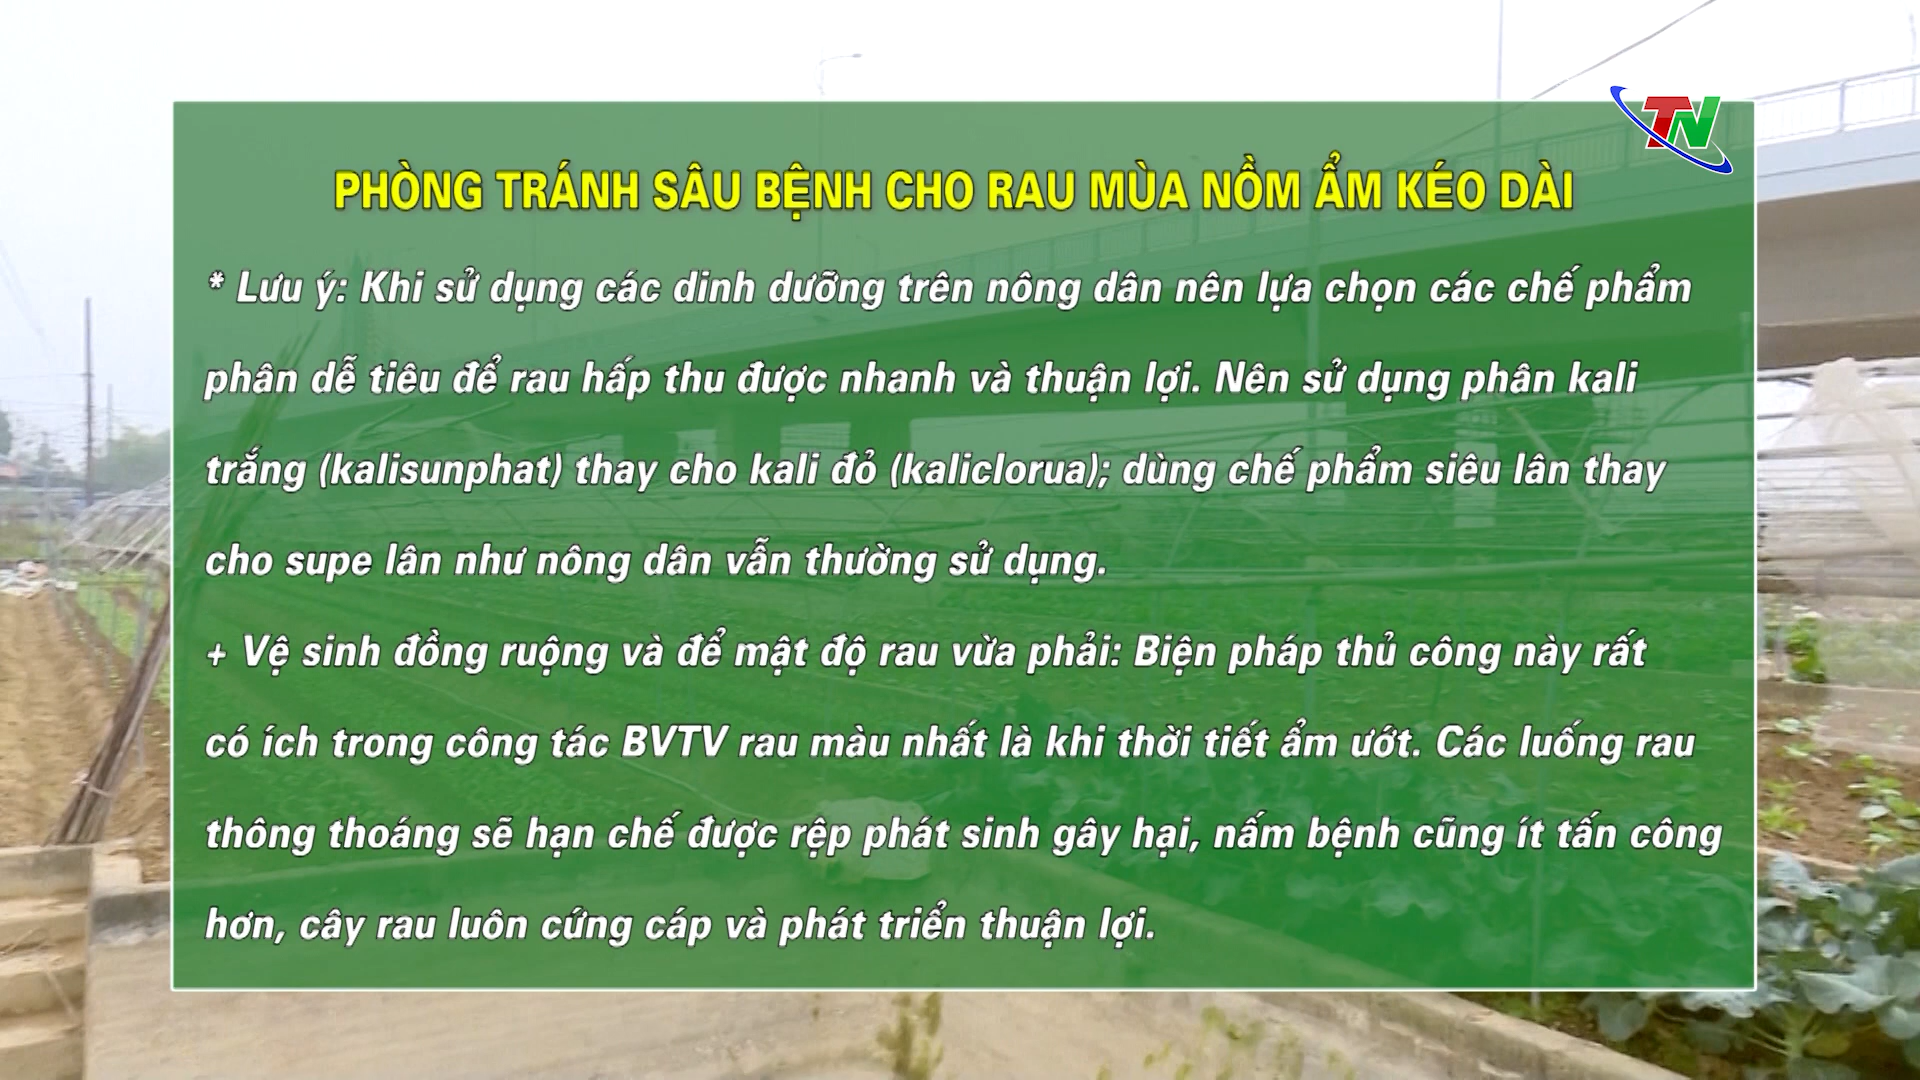 TN
PHÒNG TRÁNH SÂU BỆNH CHO RAU MÙA NỒM ẨM KÉO DÀI
* Lưu ý: Khi sử dụng các dinh dưỡng trên nông dân nên lựa chọn các chế phẩm
phân dễ tiêu để rau hấp thu được nhanh và thuận lợi. Nên sử dụng phân kali
trắng (kalisunphat) thay cho kali đỏ (kaliclorua); dùng chế phẩm siêu lân thay
cho supe lân như nông dân vẫn thường sử dụng.
+ Vệ sinh đồng ruộng và để mật độ rau vừa phải: Biện pháp thủ công này rất
có ích trong công tác BVTV rau màu nhất là khi thời tiết ẩm ướt. Các luống rau
thông thoáng sẽ hạn chế được rệp phát sinh gây hại, nấm bệnh cũng ít tấn công
hơn, cây rau luôn cứng cáp và phát triển thuận lợi.